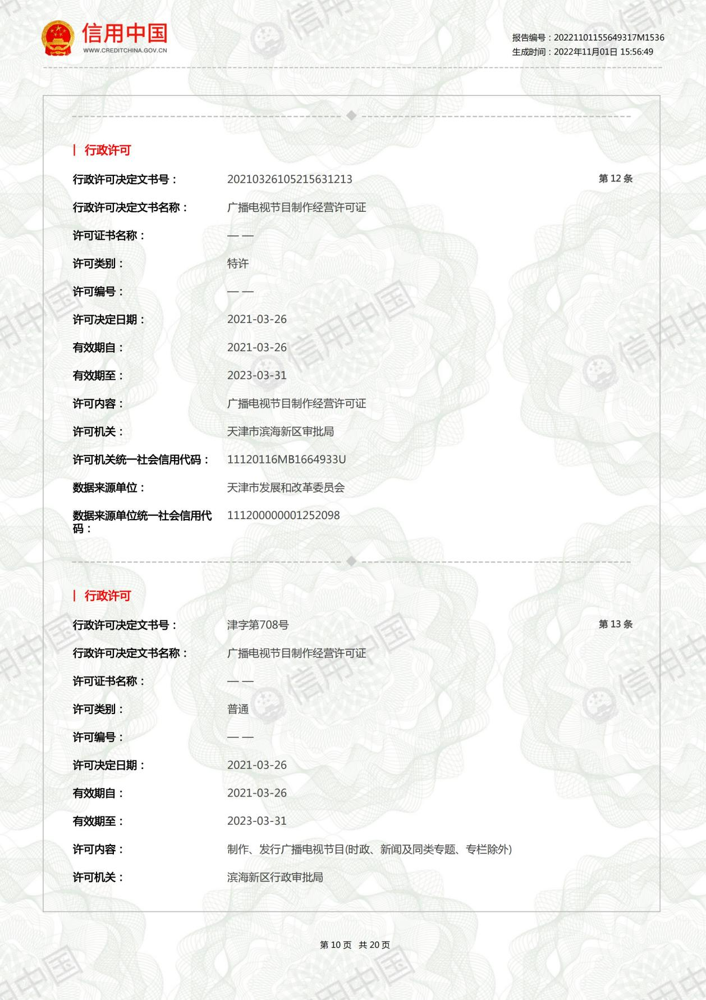 信用中国
WWW.CREDITCHINA.GOV.CN
报告编号：20221101155649317M1536
生成时间：2022年11月01日 15:56:49
行政许可
行政许可决定文书号： 20210326105215631213 第 12 条
行政许可决定文书名称： 广播电视节目制作经营许可证
许可证书名称： — —
许可类别： 特许
许可编号： — —
许可决定日期： 2021-03-26
有效期自： 2021-03-26
有效期至： 2023-03-31
许可内容： 广播电视节目制作经营许可证
许可机关： 天津市滨海新区审批局
许可机关统一社会信用代码： 11120116MB1664933U
数据来源单位： 天津市发展和改革委员会
数据来源单位统一社会信用代 111200000001252098
码：
行政许可
行政许可决定文书号： 津字第708号 第 13 条
行政许可决定文书名称： 广播电视节目制作经营许可证
许可证书名称： — —
许可类别： 普通
许可编号： — —
许可决定日期： 2021-03-26
有效期自： 2021-03-26
有效期至： 2023-03-31
许可内容： 制作、发行广播电视节目(时政、新闻及同类专题、专栏除外)
许可机关： 滨海新区行政审批局
第 10 页 共 20 页